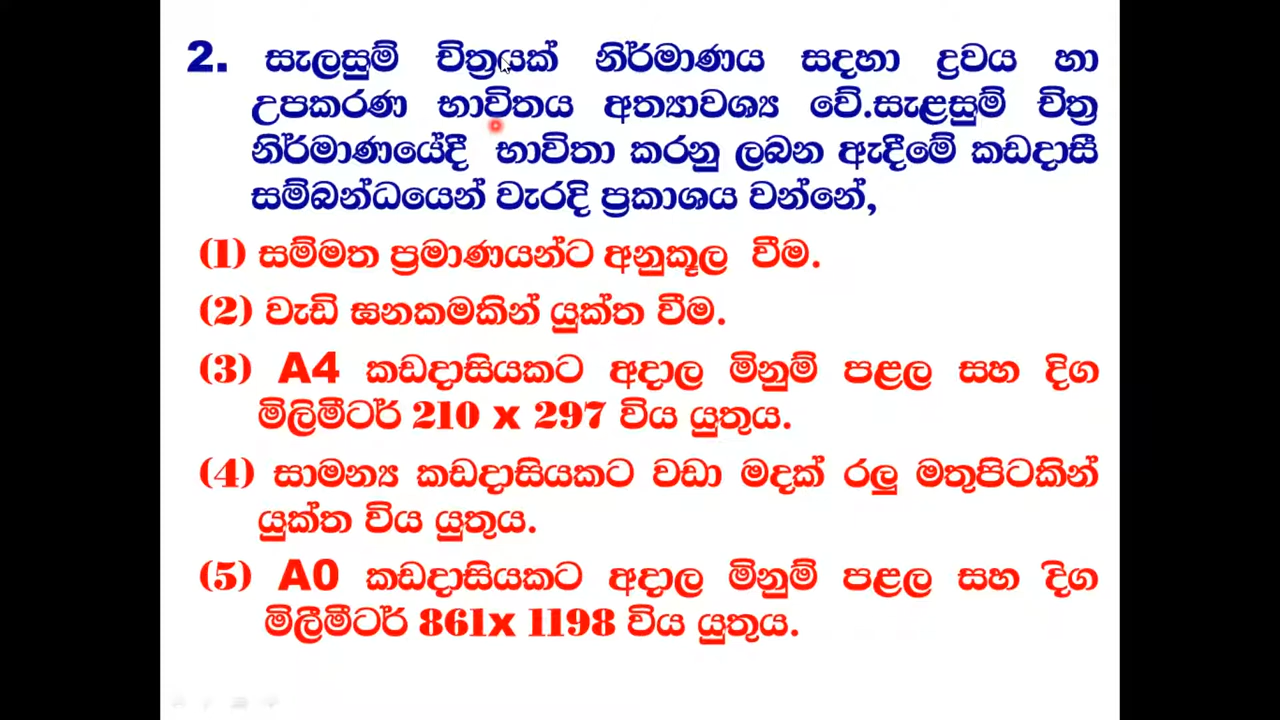 2. සැලසුම් චිත්‍රයක් නිර්මාණය සදහා ද්‍රව්‍ය හා
උපකරණ භාවිතය අත්‍යාවශ්‍ය වේ.සැළසුම් චිත්‍ර
නිර්මාණයේදී භාවිතා කරනු ලබන ඇදීමේ කඩදාසී
සම්බන්ධයෙන් වැරදි ප්‍රකාශය වන්නේ,
(1) සම්මත ප්‍රමාණයන්ට අනුකූල වීම.
(2) වැඩි ඝනකමකින් යුක්ත වීම.
(3) A4 කඩදාසියකට අදාල මිනුම් පළල සහ දිග
මිලිමීටර් 210 x 297 විය යුතුය.
(4) සාමන්‍ය කඩදාසියකට වඩා මදක් රලු මතුපිටකින්
යුක්ත විය යුතුය.
(5) A0 කඩදාසියකට අදාල මිනුම් පළල සහ දිග
මිලීමීටර් 861x 1198 විය යුතුය.